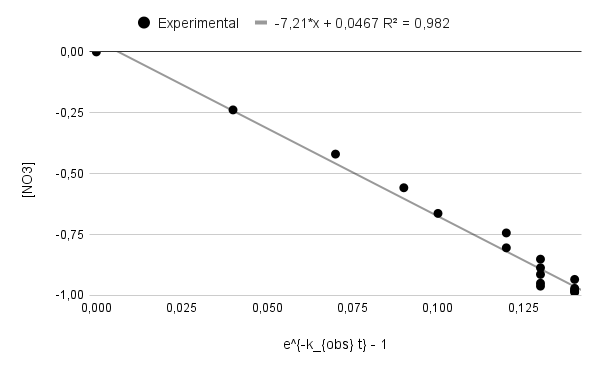 Experimental
-7,21*x + 0,0467 R² = 0,982
0,00
-0,25
-0,50
-0,75
-1,00
[NO3]
0,000
0,025
0,050
0,075
0,100
0,125
e^{-k_{obs} t} - 1